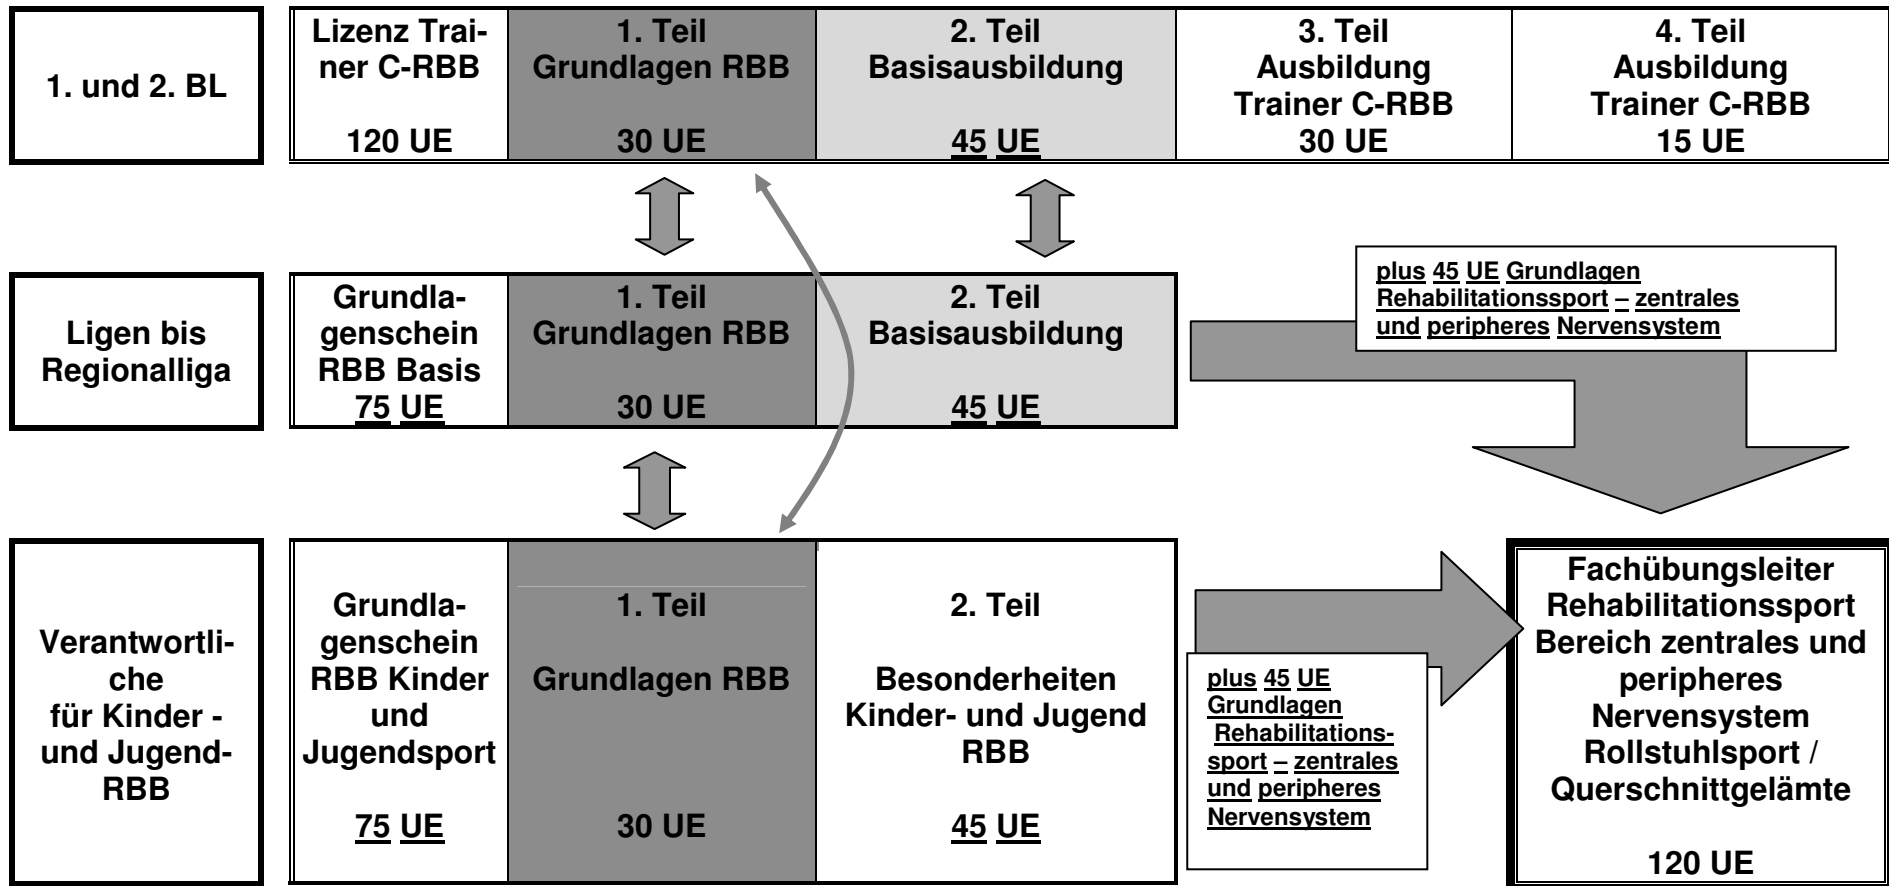 1. und 2. BL
Lizenz Trai-
ner C-RBB
120 UE
1. Teil
Grundlagen RBB
30 UE
2. Teil
Basisausbildung
45 UE
3. Teil
Ausbildung
Trainer C-RBB
30 UE
4. Teil
Ausbildung
Trainer C-RBB
15 UE
Ligen bis
Regionalliga
Grundla-
genschein
RBB Basis
75 UE
1. Teil
Grundlagen RBB
30 UE
2. Teil
Basisausbildung
45 UE
plus 45 UE Grundlagen
Rehabilitationssport – zentrales
und peripheres Nervensystem
Verantwortli-
che
für Kinder -
und Jugend-
RBB
Grundla-
genschein
RBB Kinder
und
Jugendsport
75 UE
1. Teil
Grundlagen RBB
30 UE
2. Teil
Besonderheiten
Kinder- und Jugend
RBB
45 UE
plus 45 UE
Grundlagen
Rehabilitations-
sport – zentrales
und peripheres
Nervensystem
Fachübungsleiter
Rehabilitationssport
Bereich zentrales und
peripheres
Nervensystem
Rollstuhlsport /
Querschnittgelämte
120 UE